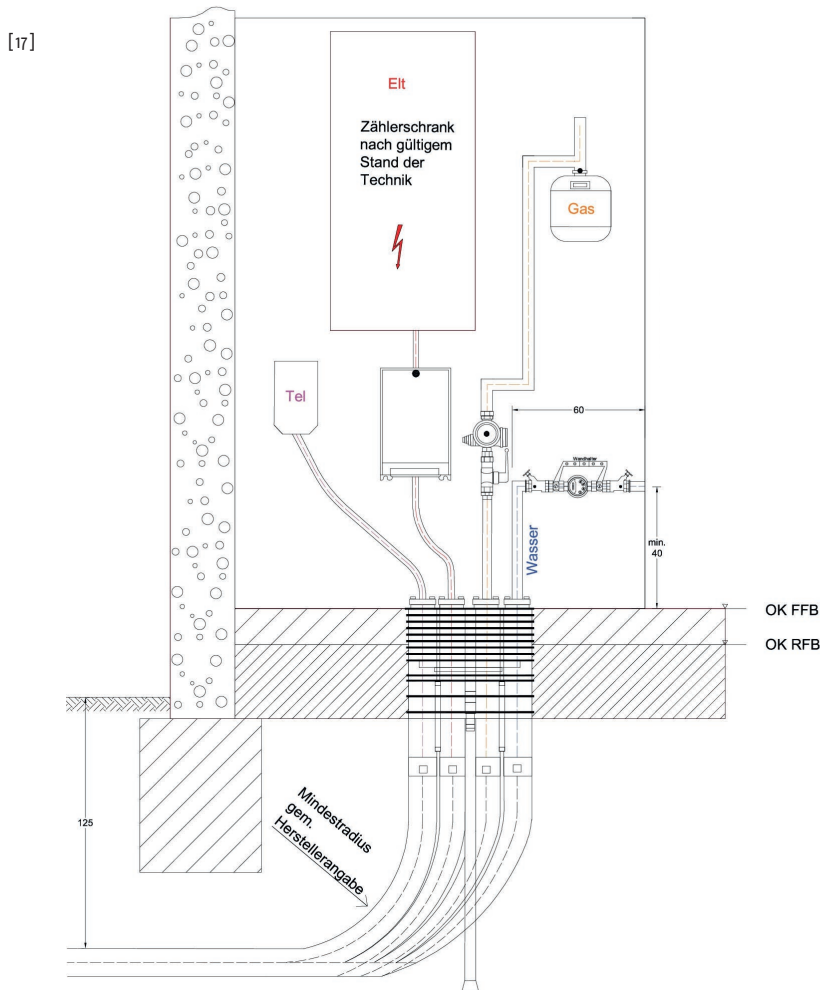 [17]
Elt
Zählerschrank
nach gültigem
Stand der
Technik
Gas
Tel
60
Wandhalter
min.
40
Wasser
OK FFB
OK RFB
125
Mindestradius
gem.
Herstellerangabe